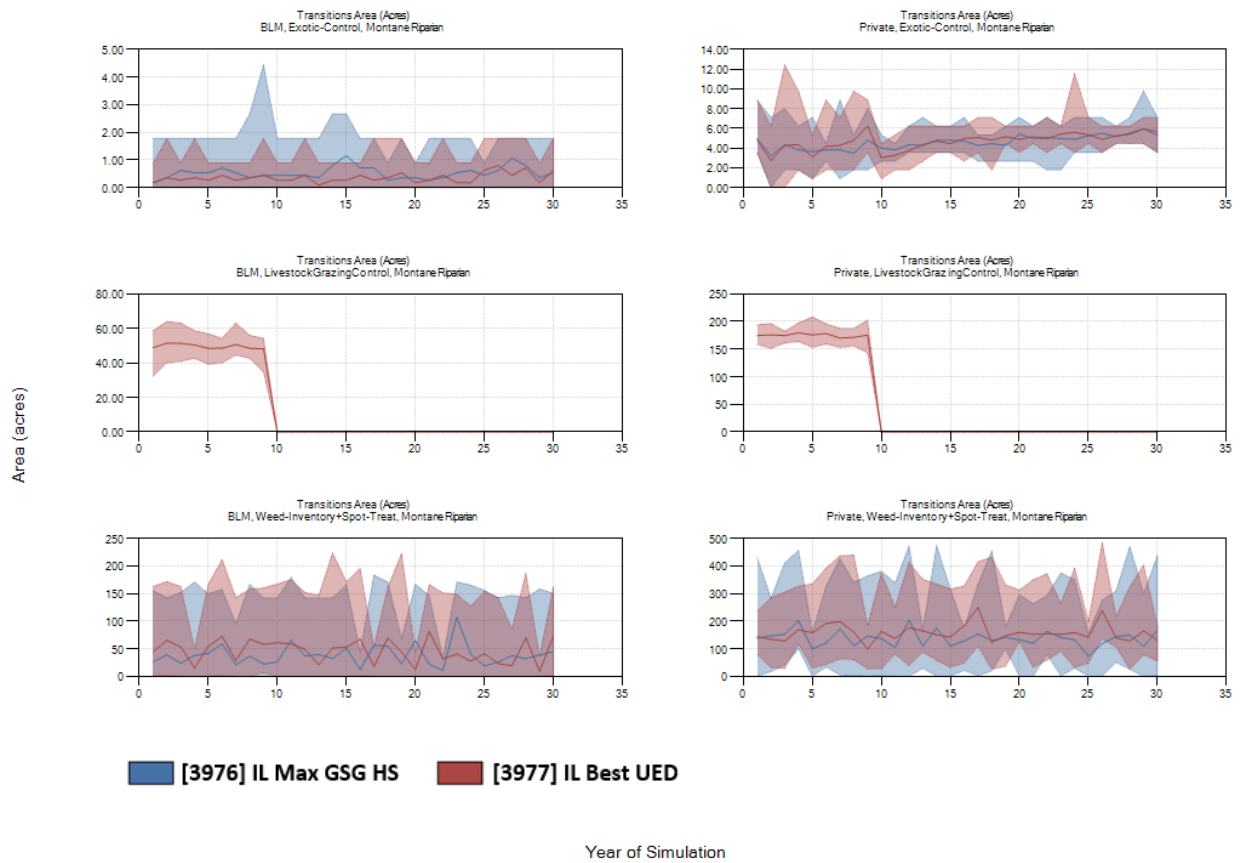 Transitions Area (Acres)
BLM, Exotic-Control, Montane Riparian
5.00
4.00
3.00
2.00
1.00
0.00
0 5 10 15 20 25 30 35
Transitions Area (Acres)
Private, Exotic-Control, Montane Riparian
14.00
12.00
10.00
8.00
6.00
4.00
2.00
0.00
0 5 10 15 20 25 30 35
Transitions Area (Acres)
BLM, LivestockGrazingControl, Montane Riparian
80.00
60.00
40.00
20.00
0.00
0 5 10 15 20 25 30 35
Transitions Area (Acres)
Private, LivestockGrazingControl, Montane Riparian
250
200
150
100
50
0
0 5 10 15 20 25 30 35
Area (acres)
Transitions Area (Acres)
BLM, Weed-Inventory+Spot-Treat, Montane Riparian
250
200
150
100
50
0
0 5 10 15 20 25 30 35
Transitions Area (Acres)
Private, Weed-Inventory+Spot-Treat, Montane Riparian
500
400
300
200
100
0
0 5 10 15 20 25 30 35
[3976] IL Max GSG HS
[3977] IL Best UED
Year of Simulation